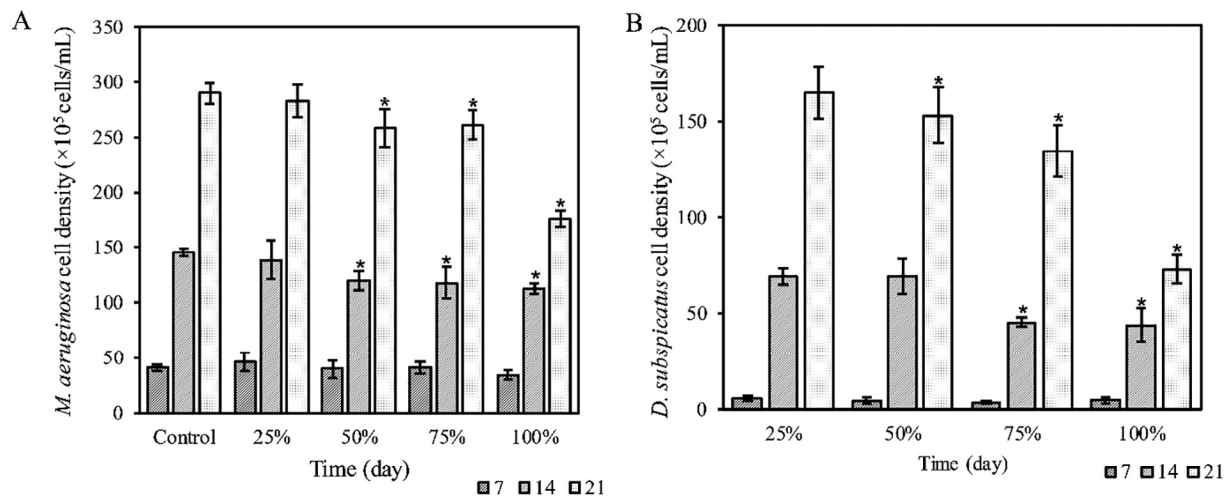 A
M. aeruginosa cell density (×10⁵ cells/mL)
350
300
250
200
150
100
50
0
* * * * * *
Control 25% 50% 75% 100%
Time (day)
7 14 21
B
D. subspicatus cell density (×10⁵ cells/mL)
200
150
100
50
0
* * * * *
25% 50% 75% 100%
Time (day)
7 14 21